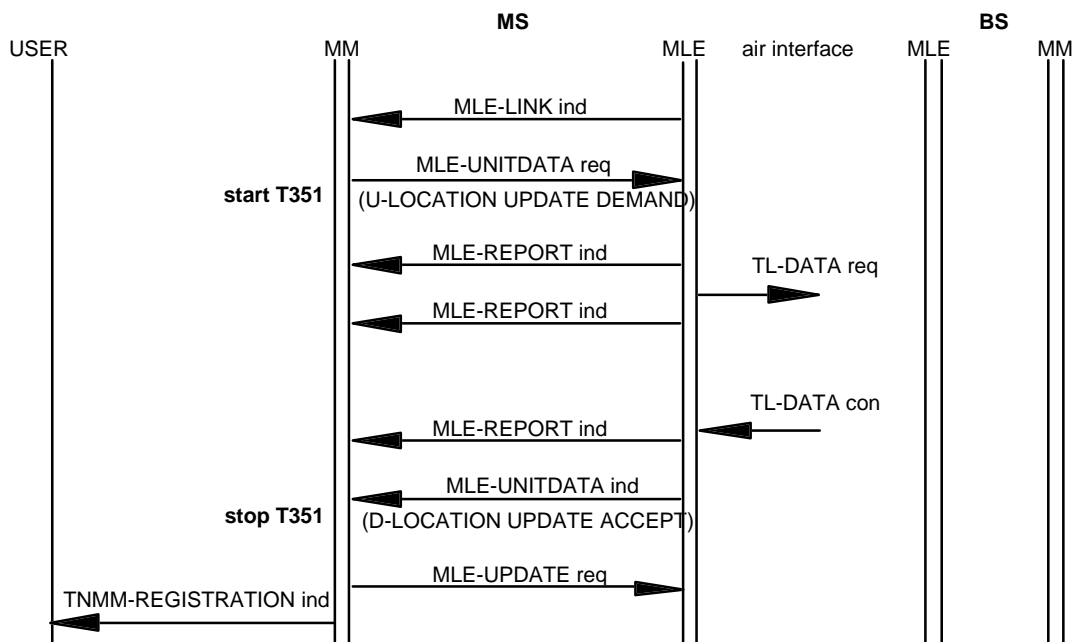 MS BS
USER MM MLE air interface MLE MM
MLE-LINK ind
MLE-UNITDATA req
start T351
(U-LOCATION UPDATE DEMAND)
MLE-REPORT ind
TL-DATA req
MLE-REPORT ind
TL-DATA con
MLE-REPORT ind
MLE-UNITDATA ind
stop T351
(D-LOCATION UPDATE ACCEPT)
MLE-UPDATE req
TNMM-REGISTRATION ind